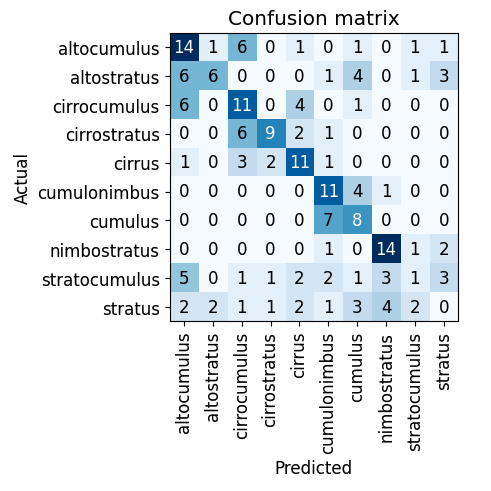 Confusion matrix
Actual
altocumulus 14 1 6 0 1 0 1 0 1 1
altostratus 6 6 0 0 0 1 4 0 1 3
cirrocumulus 6 0 11 0 4 0 1 0 0 0
cirrostratus 0 0 6 9 2 1 0 0 0 0
cirrus 1 0 3 2 11 1 0 0 0 0
cumulonimbus 0 0 0 0 0 11 4 1 0 0
cumulus 0 0 0 0 0 7 8 0 0 0
nimbostratus 0 0 0 0 0 1 0 14 1 2
stratocumulus 5 0 1 1 2 2 1 3 1 3
stratus 2 2 1 1 2 1 3 4 2 0
altocumulus
altostratus
cirrocumulus
cirrostratus
cirrus
cumulonimbus
cumulus
nimbostratus
stratocumulus
stratus
Predicted